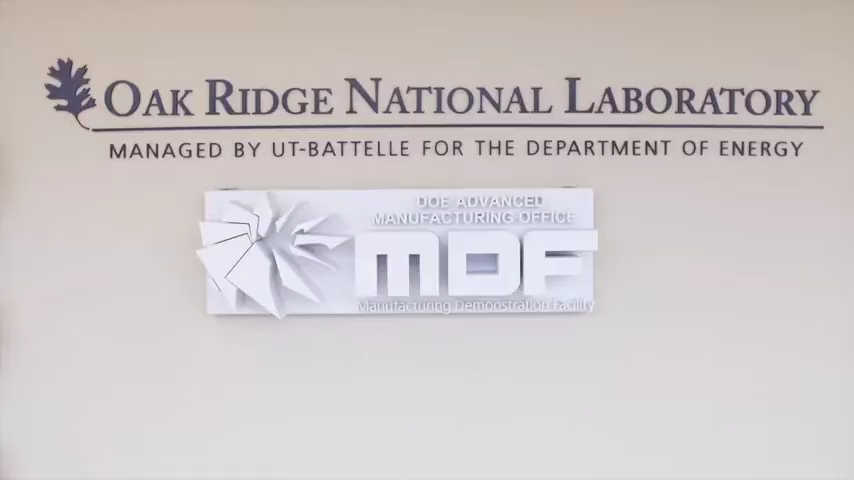 OAK RIDGE NATIONAL LABORATORY
MANAGED BY UT-BATTELLE FOR THE DEPARTMENT OF ENERGY
DOE ADVANCED
MANUFACTURING OFFICE
MDF
Manufacturing Demonstration Facility